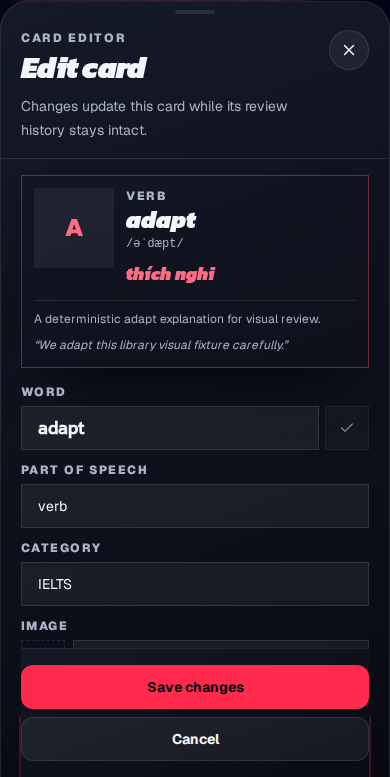 CARD EDITOR
Edit card
Changes update this card while its review
history stays intact.
A
VERB
adapt
/əˈdæpt/
thích nghi
A deterministic adapt explanation for visual review.
“We adapt this library visual fixture carefully.”
WORD
adapt
PART OF SPEECH
verb
CATEGORY
IELTS
IMAGE
Save changes
Cancel